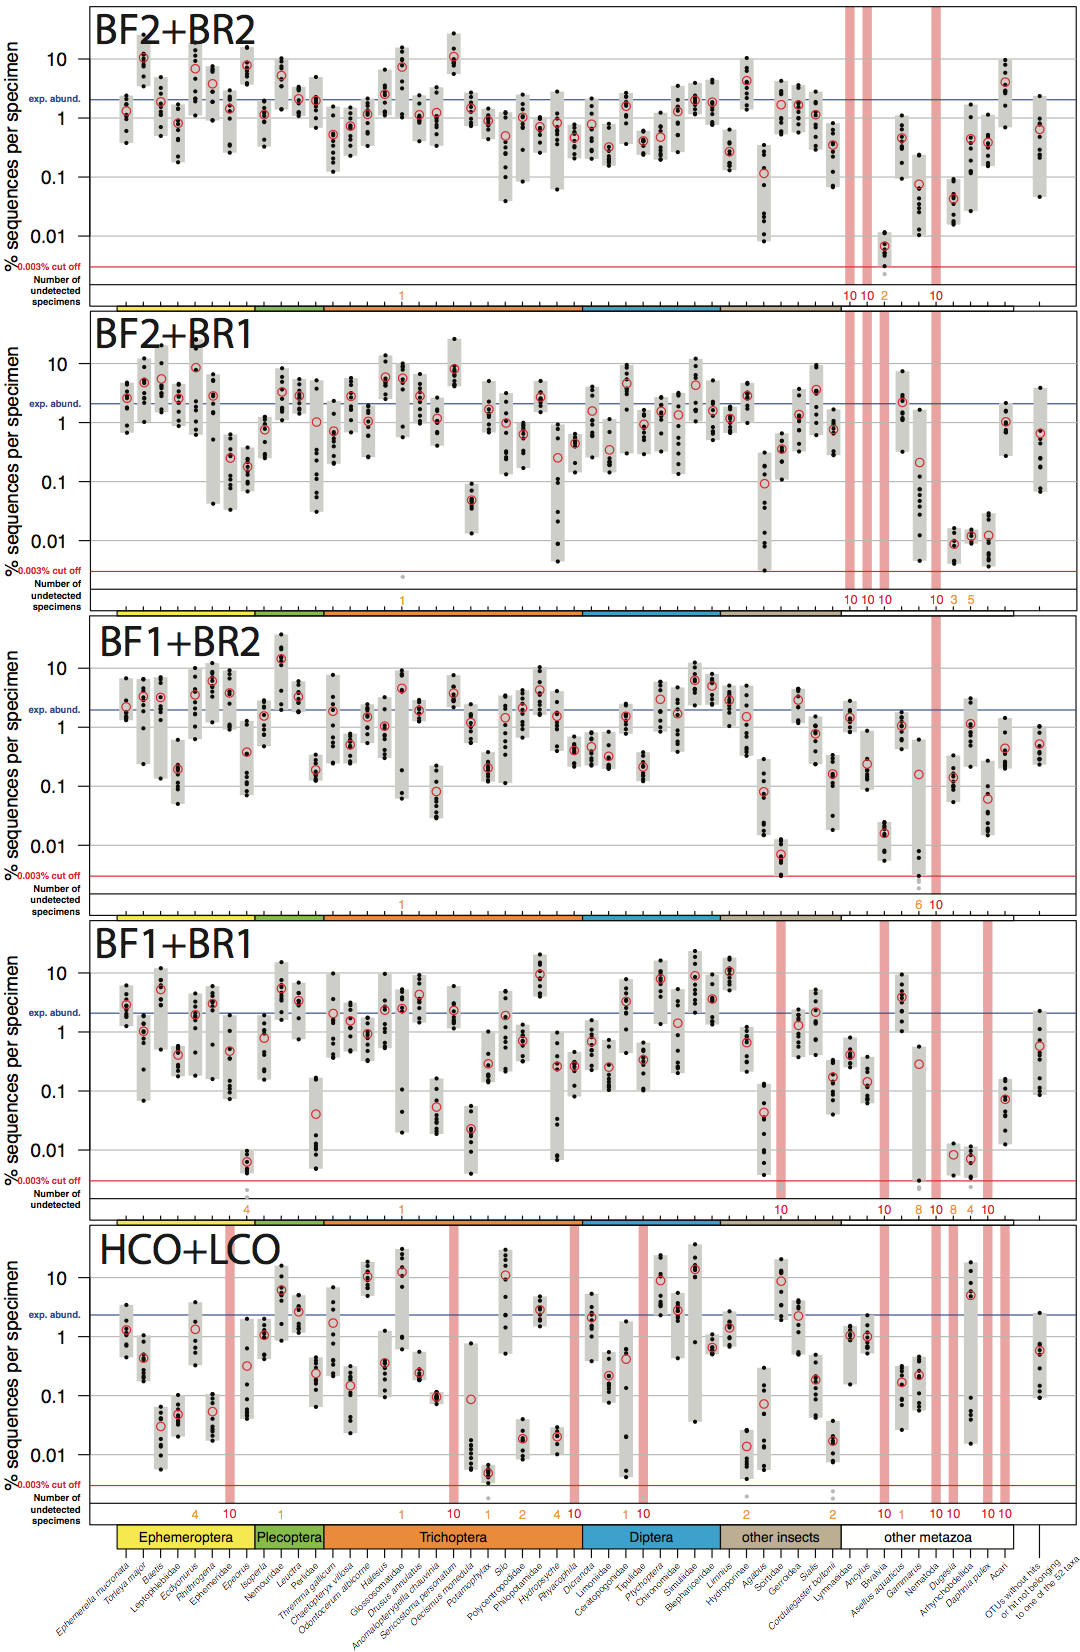 BF2+BR2
% sequences per specimen
10
exp. abund.
1
0.1
0.01
0.003% cut off
Number of
undetected
specimens
1
10 10 2 10
BF2+BR1
% sequences per specimen
10
exp. abund.
1
0.1
0.01
0.003% cut off
Number of
undetected
specimens
1
10 10 10 10 3 5
BF1+BR2
% sequences per specimen
10
exp. abund.
1
0.1
0.01
0.003% cut off
Number of
undetected
specimens
1
6 10
BF1+BR1
% sequences per specimen
10
exp. abund.
1
0.1
0.01
0.003% cut off
Number of
undetected
4 1 10 10 8 10 8 4 10
HCO+LCO
% sequences per specimen
10
exp. abund.
1
0.1
0.01
0.003% cut off
Number of
undetected
specimens
4 10 1 1 10 1 2 4 10 1 10 2 2 10 1 10 10 10 10
Ephemeroptera Plecoptera Trichoptera Diptera other insects other metazoa
Ephemerella mucronata
Torleya major
Baetis
Leptophlebiidae
Ecdyonurus
Rhithrogena
Ephemeridae
Epeorus
Isoperla
Nemouridae
Leuctra
Perlidae
Thremma gallicum
Chaetopteryx villosa
Odontocerum albicorne
Halesus
Glossosomatidae
Drusus annulatus
Anomalopterygella chauviniana
Sericostoma personatum
Oecismus monedula
Potamophylax
Silo
Polycentropodidae
Philopotamidae
Hydropsyche
Rhyacophila
Dicranota
Limoniidae
Ceratopogonidae
Tipulidae
Ptychoptera
Chironomidae
Simuliidae
Blephariceridae
Limnius
Hydroporinae
Agabus
Scirtidae
Gerroidea
Sialis
Cordulegaster boltonii
Lymnaeidae
Ancylus
Bivalvia
Asellus aquaticus
Gammarus
Nematoda
Dugesia
Arhynchobdellida
Daphnia pulex
Acari
OTUs without hits
or hit not belonging
to one of the 52 taxa